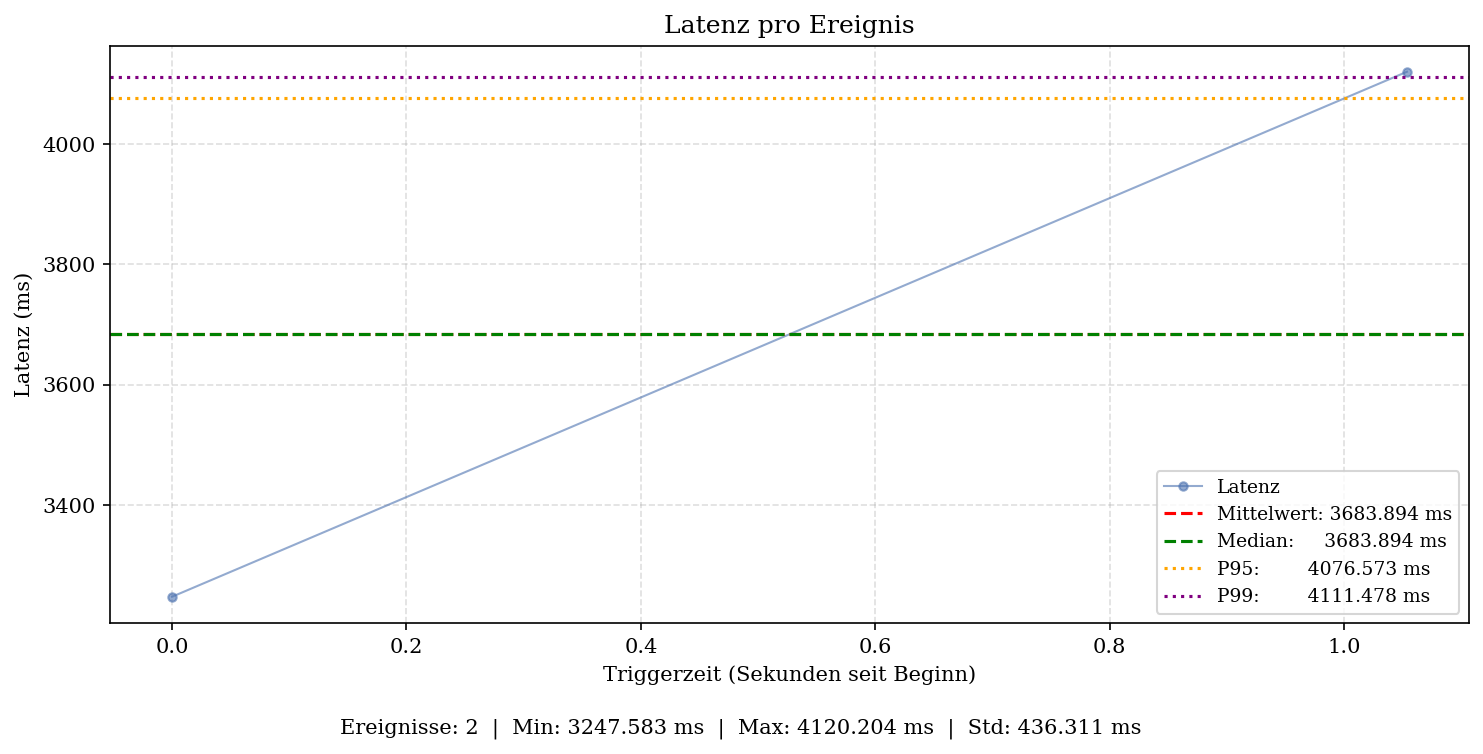 Latenz pro Ereignis
Latenz (ms)
4000
3800
3600
3400
Latenz
Mittelwert: 3683.894 ms
Median: 3683.894 ms
P95: 4076.573 ms
P99: 4111.478 ms
0.0 0.2 0.4 0.6 0.8 1.0
Triggerzeit (Sekunden seit Beginn)
Ereignisse: 2 | Min: 3247.583 ms | Max: 4120.204 ms | Std: 436.311 ms